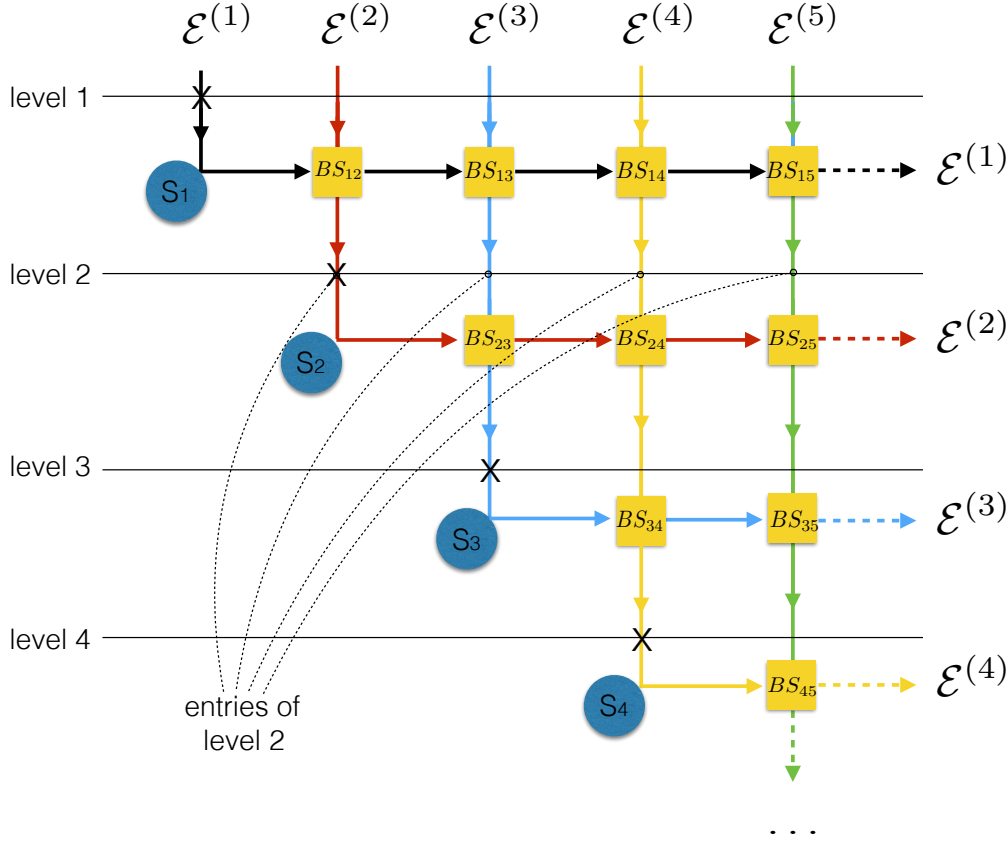 ℰ⁽¹⁾ ℰ⁽²⁾ ℰ⁽³⁾ ℰ⁽⁴⁾ ℰ⁽⁵⁾
level 1 X
S₁ BS₁₂ BS₁₃ BS₁₄ BS₁₅ ℰ⁽¹⁾
level 2 X
S₂ BS₂₃ BS₂₄ BS₂₅ ℰ⁽²⁾
level 3 X
S₃ BS₃₄ BS₃₅ ℰ⁽³⁾
level 4 X
S₄ BS₄₅ ℰ⁽⁴⁾
entries of
level 2
...